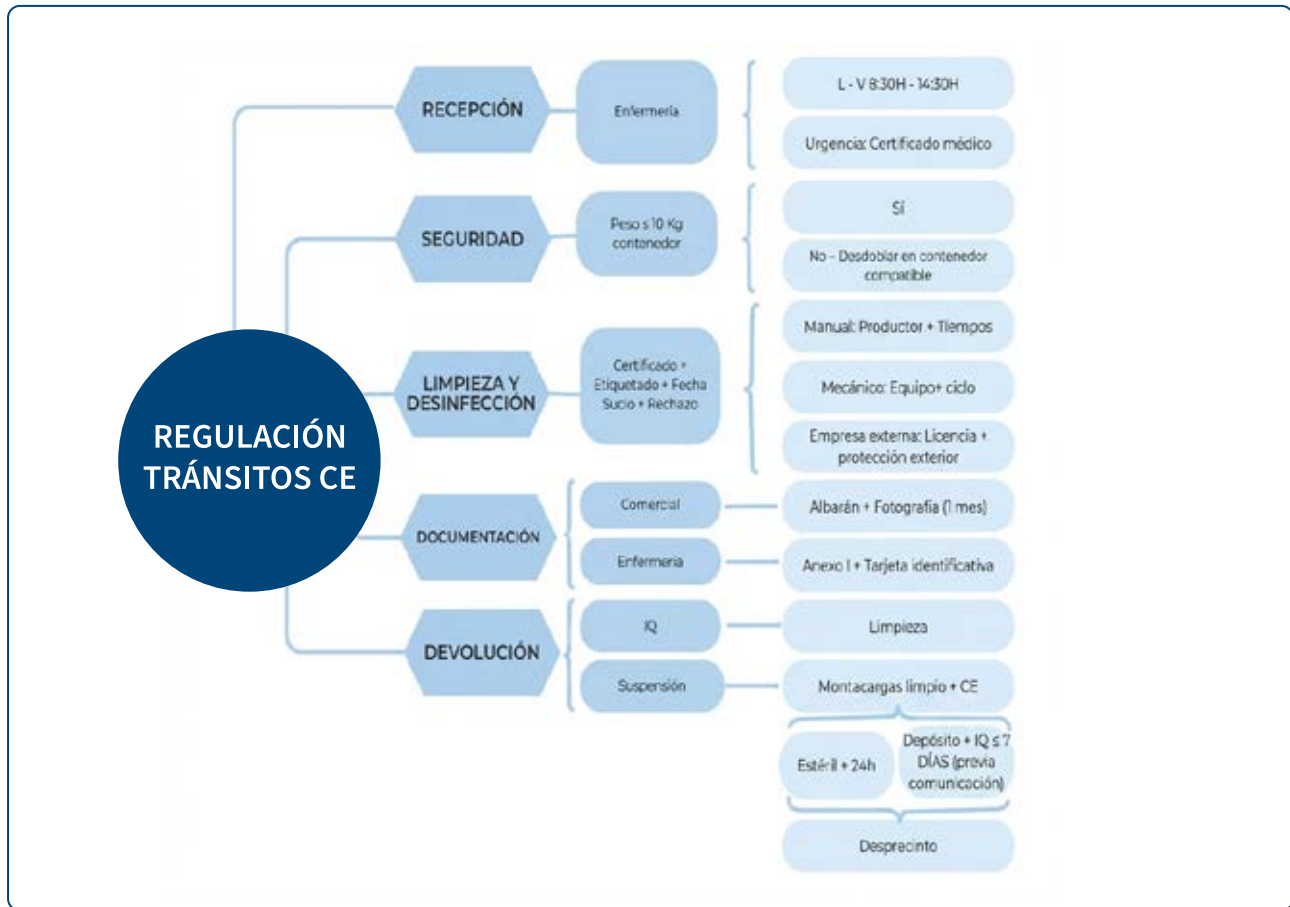 REGULACIÓN
TRÁNSITOS CE
RECEPCIÓN
Enfermería
L - V 8:30H - 14:30H
Urgencia: Certificado médico
SEGURIDAD
Peso ≤ 10 Kg
contenedor
Sí
No – Desdoblar en contenedor
compatible
LIMPIEZA Y
DESINFECCIÓN
Certificado +
Etiquetado + Fecha
Sucio + Rechazo
Manual: Productor + Tiempos
Mecánico: Equipo+ ciclo
Empresa externa: Licencia +
protección exterior
DOCUMENTACIÓN
Comercial
Albarán + Fotografía (1 mes)
Enfermería
Anexo I + Tarjeta identificativa
DEVOLUCIÓN
IQ
Limpieza
Suspensión
Montacargas limpio + CE
Estéril + 24h
Depósito + IQ ≤ 7
DÍAS (previa
comunicación)
Desprecinto